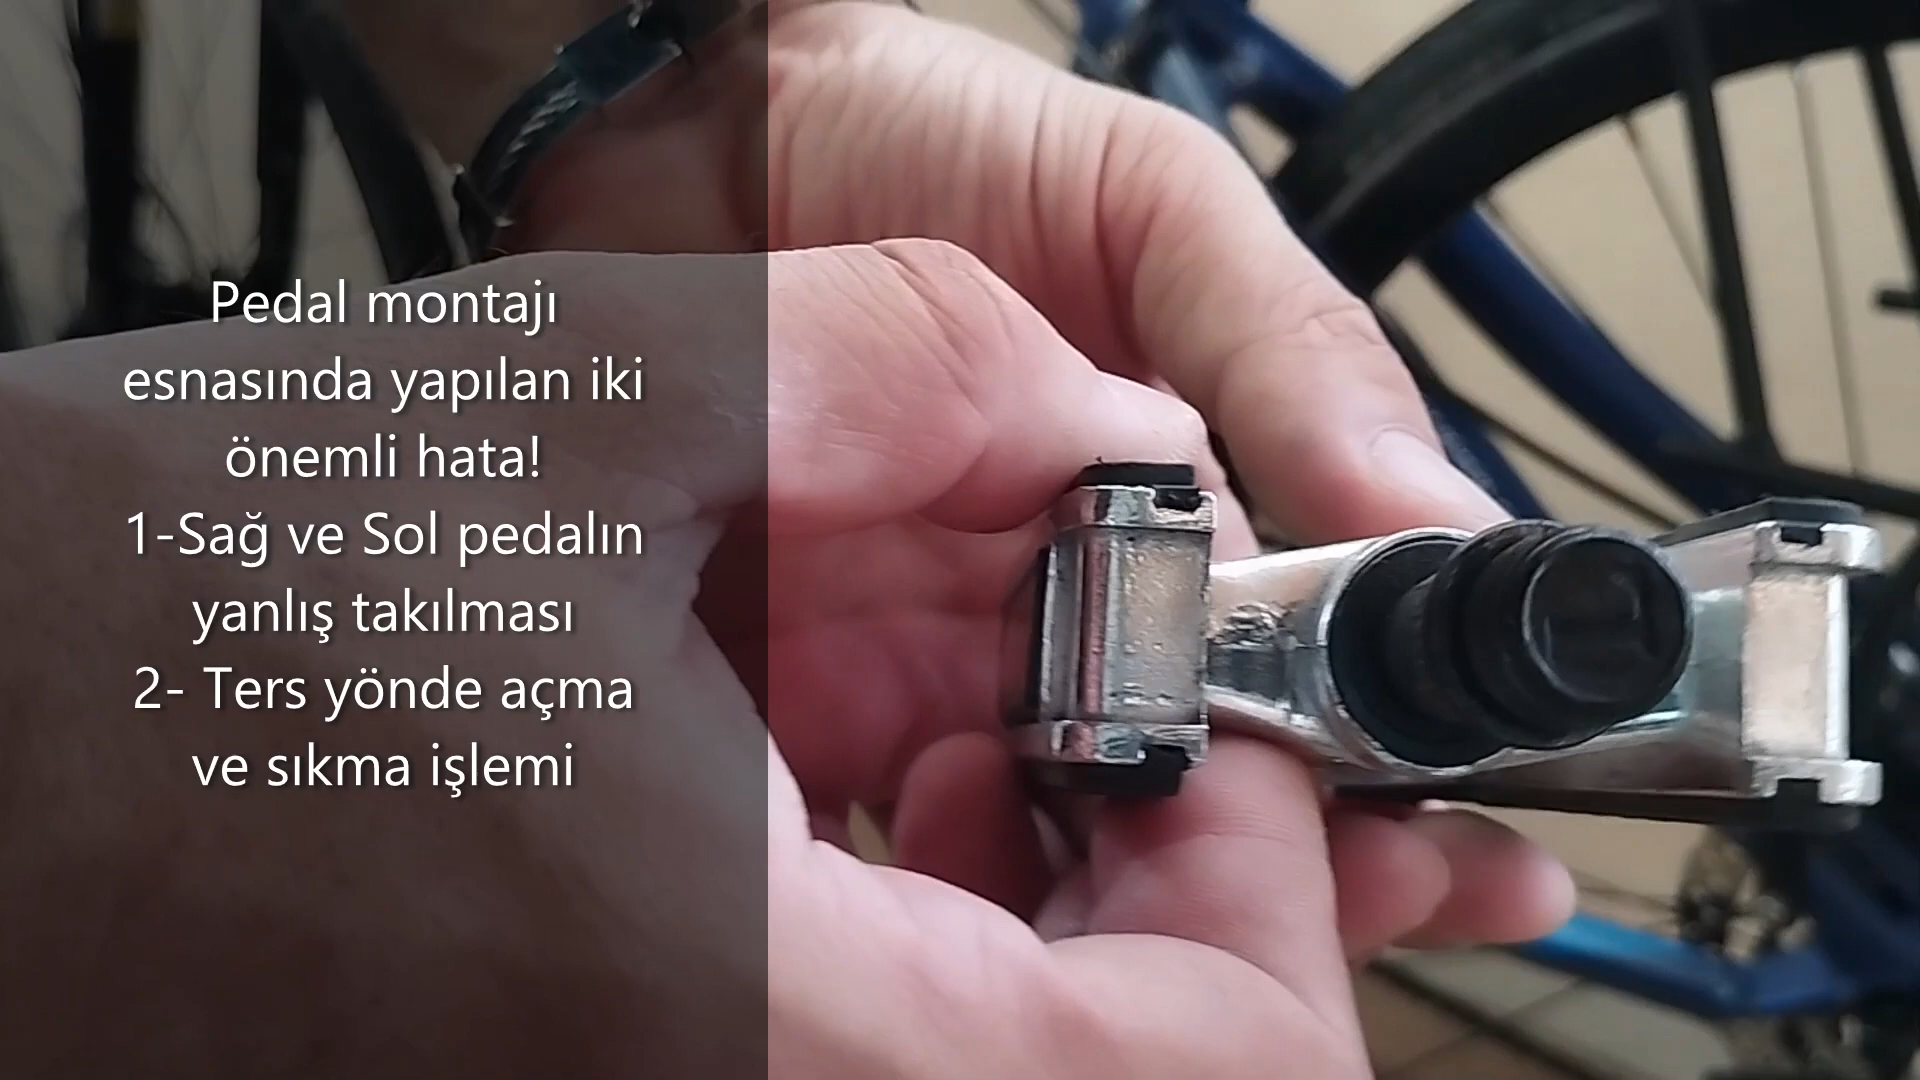 Pedal montajı
esnasında yapılan iki
önemli hata!
1-Sağ ve Sol pedalın
yanlış takılması
2- Ters yönde açma
ve sıkma işlemi